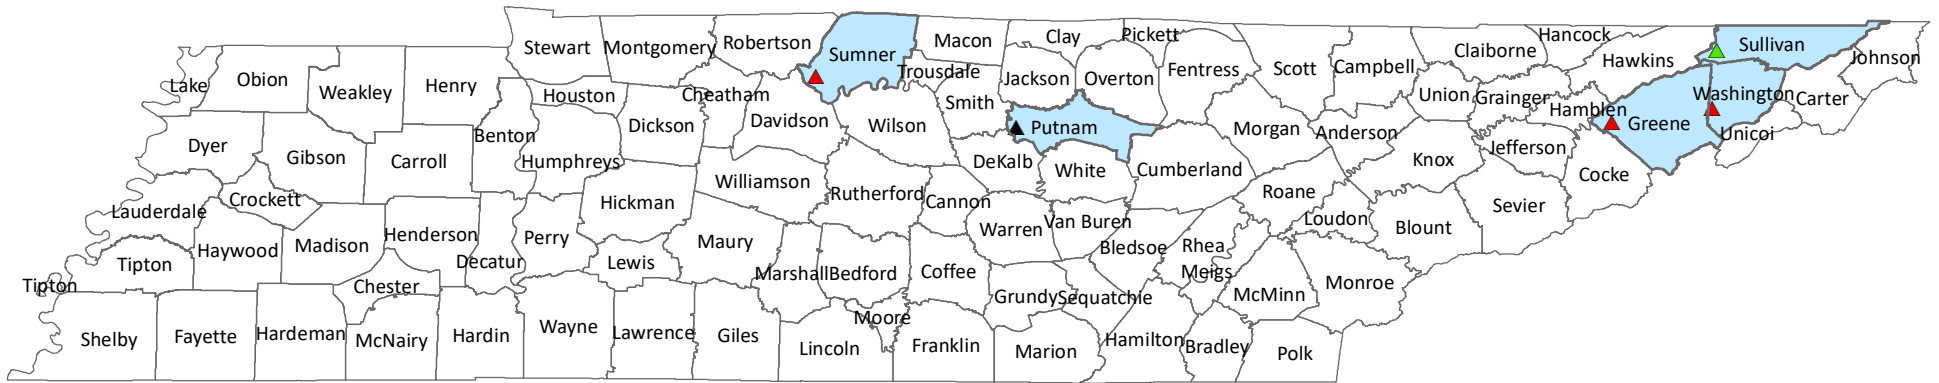 Stewart
Montgomery
Robertson
Sumner
Macon
Clay
Pickett
Claiborne
Hancock
Sullivan
Johnson
Lake
Obion
Weakley
Henry
Houston
Cheatham
Trousdale
Jackson
Overton
Fentress
Scott
Campbell
Hawkins
Union
Grainger
Hamblen
Greene
Washington
Carter
Unicoi
Dyer
Gibson
Carroll
Benton
Humphreys
Dickson
Davidson
Wilson
Smith
Putnam
Morgan
Anderson
Knox
Jefferson
Cocke
DeKalb
White
Cumberland
Lauderdale
Crockett
Haywood
Madison
Henderson
Decatur
Perry
Hickman
Williamson
Rutherford
Cannon
Warren
Van Buren
Bledsoe
Rhea
Roane
Loudon
Blount
Sevier
Tipton
Tipton
Chester
Lewis
Maury
Marshall
Bedford
Coffee
Grundy
Sequatchie
Meigs
McMinn
Monroe
Shelby
Fayette
Hardeman
McNairy
Hardin
Wayne
Lawrence
Giles
Lincoln
Moore
Franklin
Marion
Hamilton
Bradley
Polk